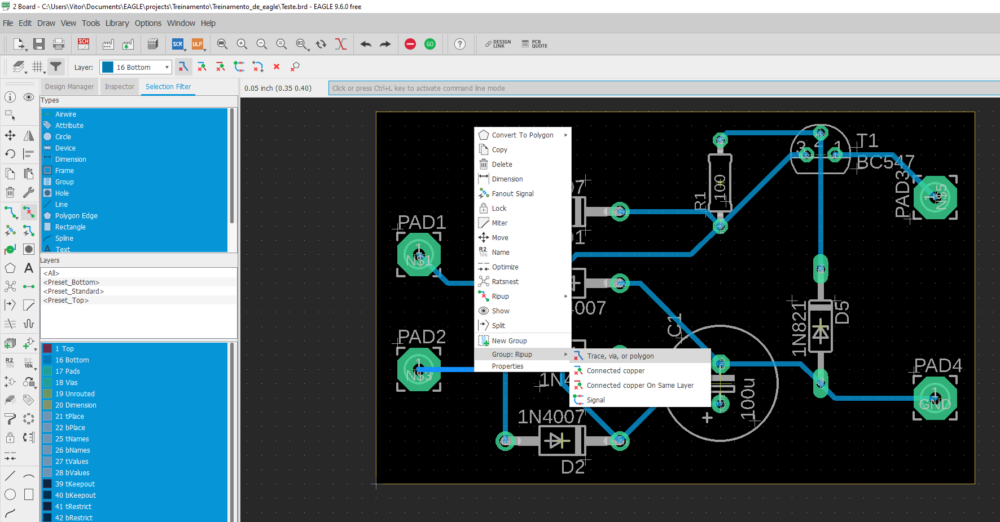 2 Board - C:\Users\Vitor\Documents\EAGLE\projects\Treinamento\Treinamento_de_eagle\Teste.brd - EAGLE 9.6.0 free
File Edit Draw View Tools Library Options Window Help
SCH
BRD
SCR
ULP
GO
DESIGN
LINK
PCB
QUOTE
Layer:
16 Bottom
Design Manager
Inspector
Selection Filter
0.05 inch (0.35 0.40)
Click or press Ctrl+L key to activate command line mode
Types
Airwire
Attribute
Circle
Device
Dimension
Frame
Group
Hole
Line
Polygon Edge
Rectangle
Spline
Text
Layers
<All>
<Preset_Bottom>
<Preset_Standard>
<Preset_Top>
1 Top
16 Bottom
17 Pads
18 Vias
19 Unrouted
20 Dimension
21 tPlace
22 bPlace
25 tNames
26 bNames
27 tValues
28 bValues
39 tKeepout
40 bKeepout
41 tRestrict
42 bRestrict
R2
10k
R2
10k
Convert To Polygon
Copy
Delete
Dimension
Fanout Signal
Lock
Miter
Move
R2
10k
Name
Optimize
Ratsnest
Ripup
Show
Split
New Group
Group: Ripup
Properties
Trace, via, or polygon
Connected copper
Connected copper On Same Layer
Signal
PAD1
1
N$1
PAD2
1
N$3
TESTE
GND
007
1N4007
D2
TESTE
R1
100
C1
100u
3
2
1
TESTE
T1
BC547
PAD3
1
N$5
1N821
D5
PAD4
1
GND